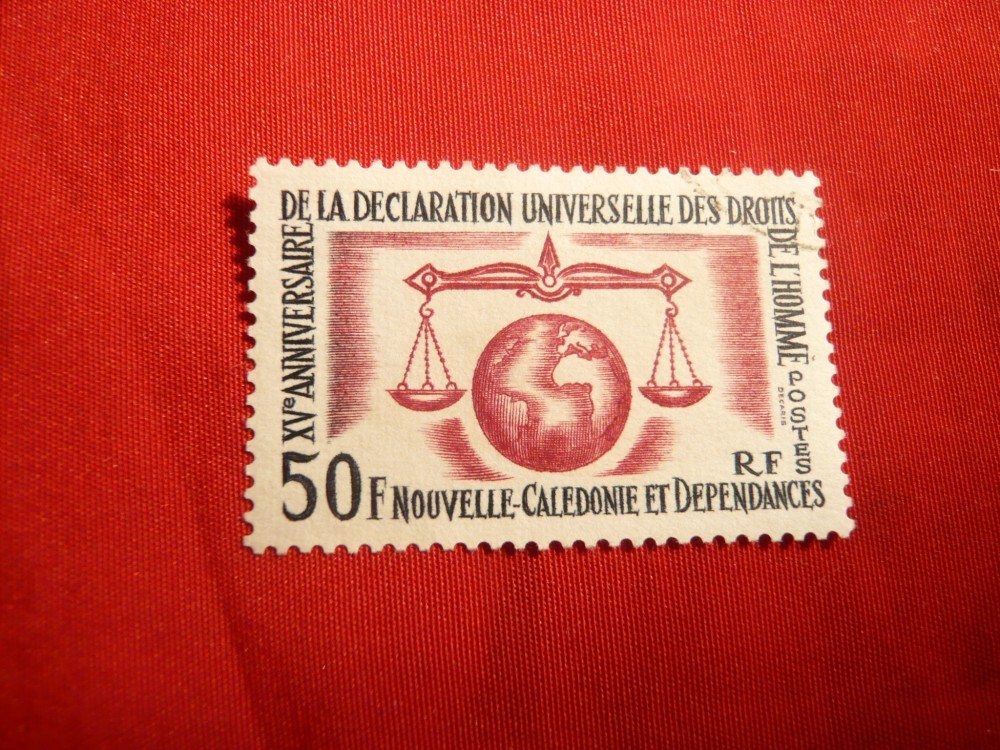 XVe ANNIVERSAIRE
DE LA DECLARATION UNIVERSELLE DES DROITS
DE L'HOMME
POSTES
DECARIS
RF
50F NOUVELLE-CALEDONIE ET DEPENDANCES